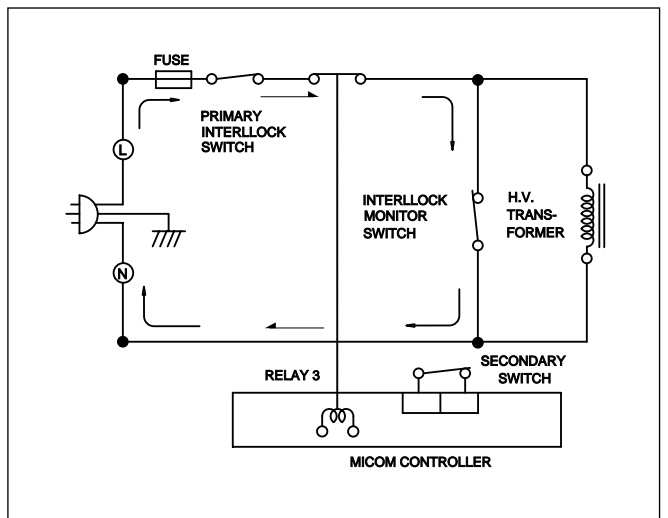 FUSE
PRIMARY
INTERLLOCK
SWITCH
L
INTERLLOCK
MONITOR
SWITCH
H.V.
TRANS-
FORMER
N
RELAY 3
SECONDARY
SWITCH
MICOM CONTROLLER